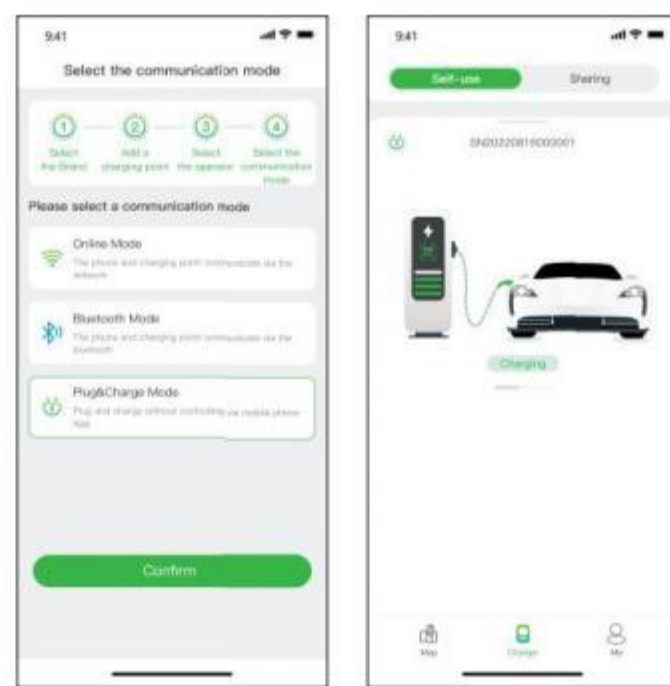 9:41
Select the communication mode
1
2
3
4
Select
the Brand
Add a
charging point
Select
the operator
Select the
communication
mode
Please select a communication mode
Online Mode
The phone and charging point communicate via the
network
Bluetooth Mode
The phone and charging point communicate via the
bluetooth
Plug&Charge Mode
Plug and charge without controlling via mobile phone
App
Confirm
9:41
Self-use
Sharing
SN20220810000001
Charging
Map
Charge
My